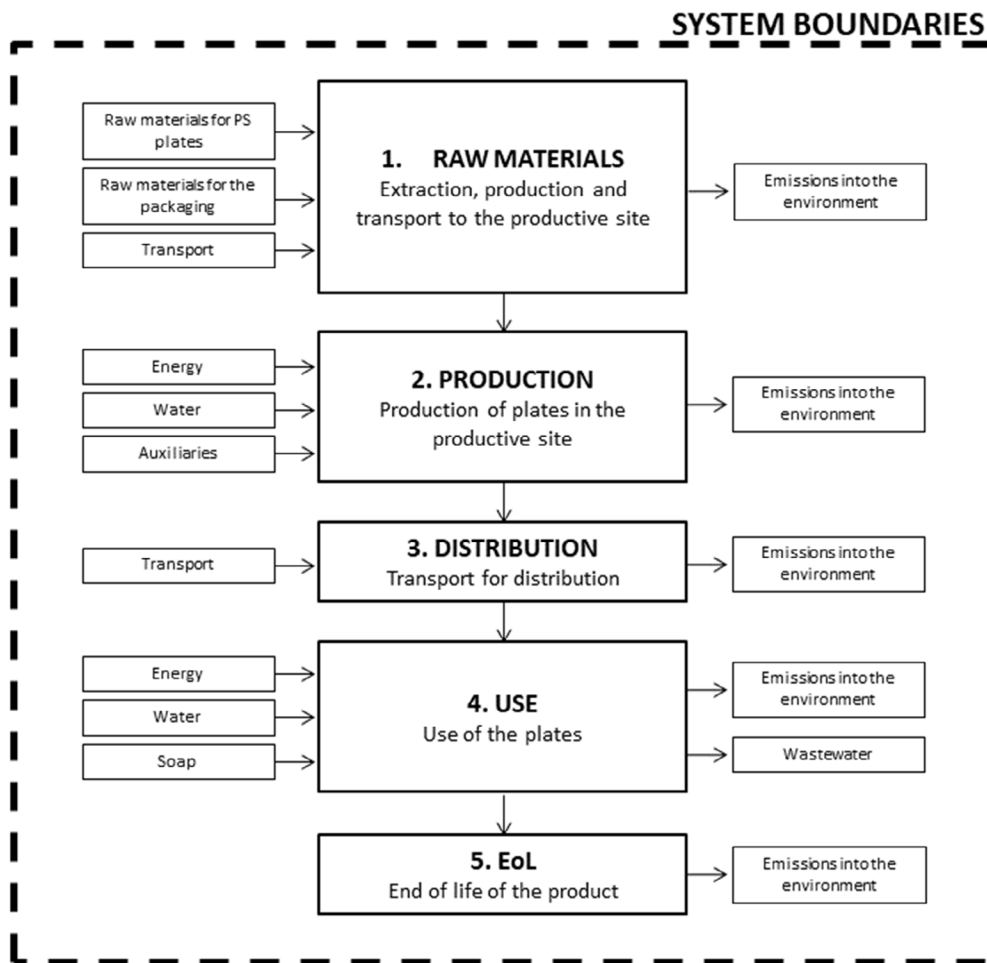 SYSTEM BOUNDARIES
Raw materials for PS
plates
Raw materials for the
packaging
Transport
1. RAW MATERIALS
Extraction, production and
transport to the productive site
Emissions into the
environment
Energy
Water
Auxiliaries
2. PRODUCTION
Production of plates in the
productive site
Emissions into the
environment
Transport
3. DISTRIBUTION
Transport for distribution
Emissions into the
environment
Energy
Water
Soap
4. USE
Use of the plates
Emissions into the
environment
Wastewater
5. EoL
End of life of the product
Emissions into the
environment